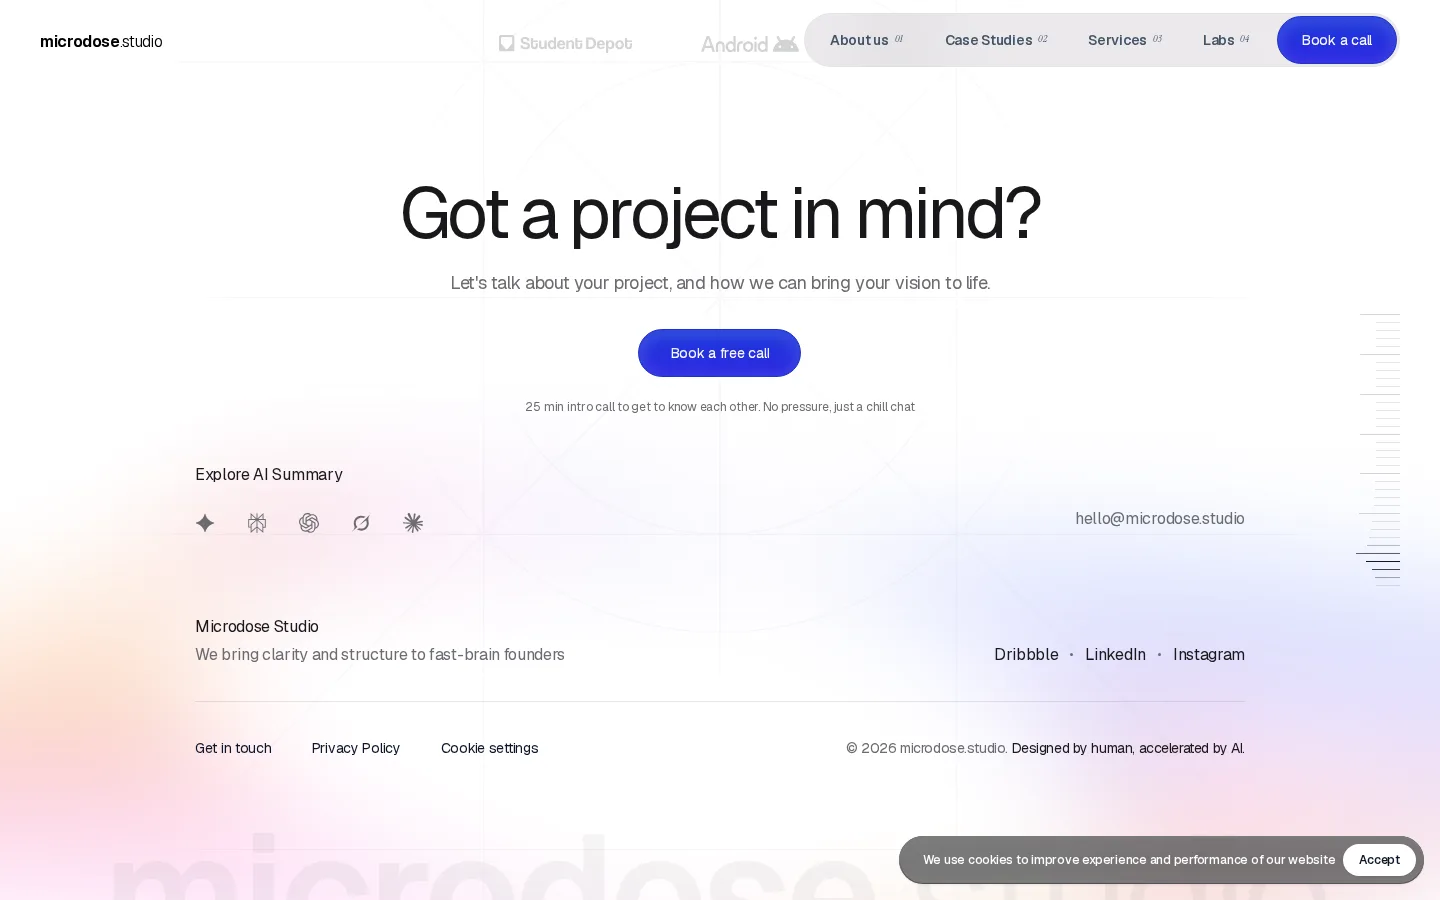 microdose.studio
Student Depot
Android
About us 01
Case Studies 02
Services 03
Labs 04
Book a call
Got a project in mind?
Let's talk about your project, and how we can bring your vision to life.
Book a free call
25 min intro call to get to know each other. No pressure, just a chill chat
Explore AI Summary
hello@microdose.studio
Microdose Studio
We bring clarity and structure to fast-brain founders
Dribbble • LinkedIn • Instagram
Get in touch
Privacy Policy
Cookie settings
© 2026 microdose.studio. Designed by human, accelerated by AI.
We use cookies to improve experience and performance of our website
Accept
microdose studio